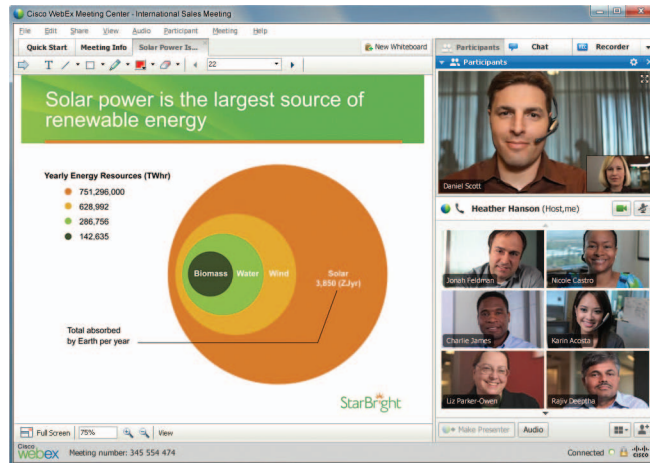 Cisco WebEx Meeting Center - International Sales Meeting
File Edit Share View Audio Participant Meeting Help
Quick Start Meeting Info Solar Power Is...
New Whiteboard
22
Solar power is the largest source of
renewable energy
Yearly Energy Resources (TWhr)
751,296,000
628,992
286,756
142,635
Biomass Water Wind Solar
3,850 (ZJyr)
Total absorbed
by Earth per year
StarBright
Full Screen 75% View
Cisco
webex Meeting number: 345 554 474
Participants Chat Recorder
Participants
Daniel Scott
Heather Hanson (Host,me)
Jonah Feldman Nicole Castro
Charlie James Karin Acosta
Liz Parker-Owen Rajiv Deeptha
Make Presenter Audio
Connected
CISCO